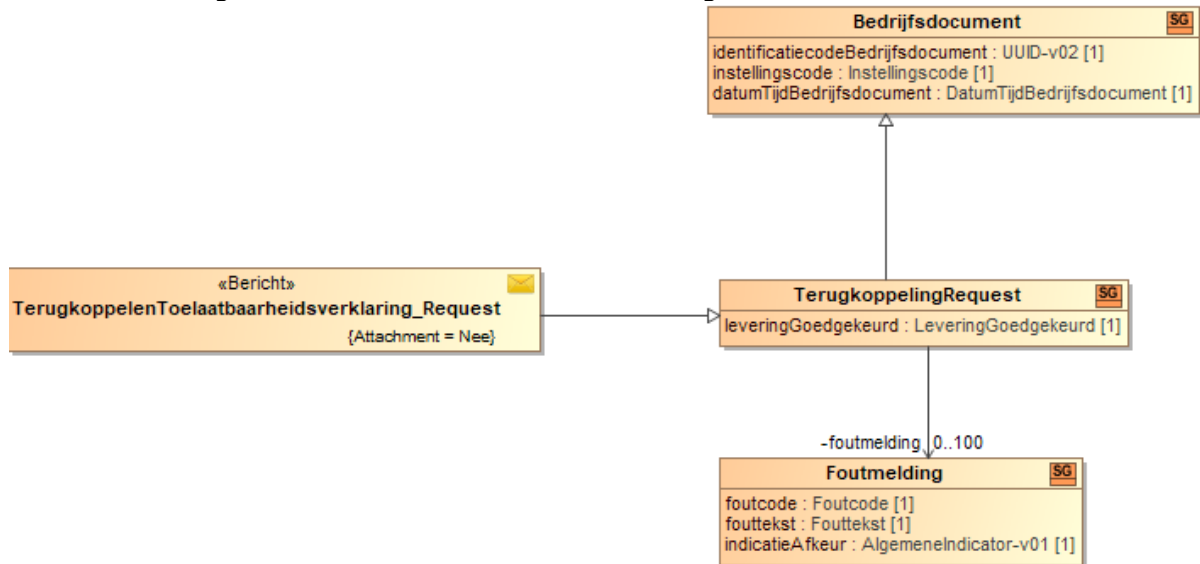 Bedrijfsdocument SG
identificatiecodeBedrijfsdocument : UUID-v02 [1]
instellingscode : Instellingscode [1]
datumTijdBedrijfsdocument : DatumTijdBedrijfsdocument [1]
«Bericht»
TerugkoppelenToelaatbaarheidsverklaring_Request
{Attachment = Nee}
TerugkoppelingRequest SG
leveringGoedgekeurd : LeveringGoedgekeurd [1]
-foutmelding 0..100
Foutmelding SG
foutcode : Foutcode [1]
fouttekst : Fouttekst [1]
indicatieAfkeur : AlgemeneIndicator-v01 [1]